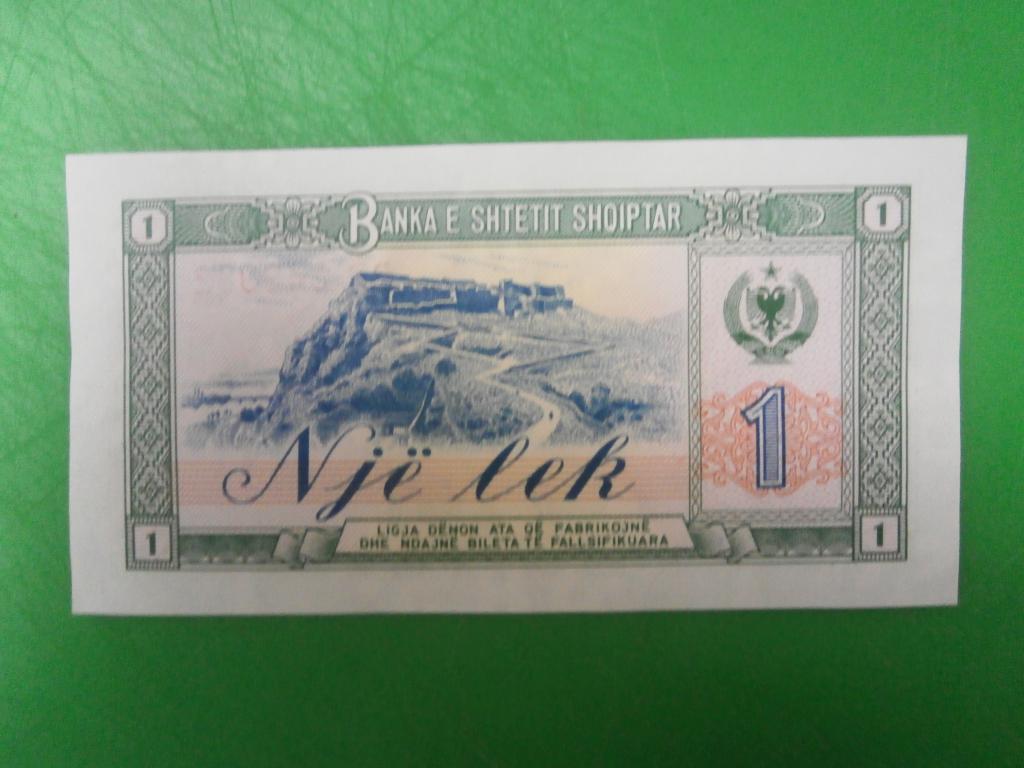 1 BANKA E SHTETIT SHQIPTAR 1
1
Një lek
1 LIGJA DËNON ATA QË FABRIKOJNË 1
DHE NDAJNË BILETA TË FALLSIFIKUARA